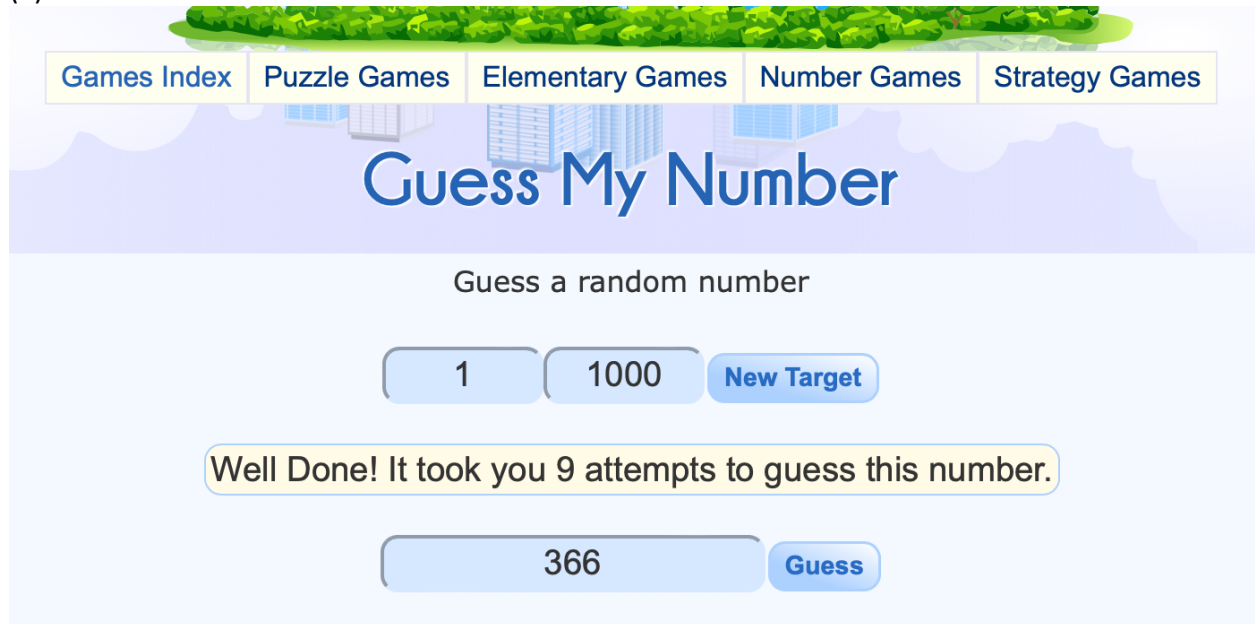 Games Index Puzzle Games Elementary Games Number Games Strategy Games
Guess My Number
Guess a random number
1 1000 New Target
Well Done! It took you 9 attempts to guess this number.
366 Guess